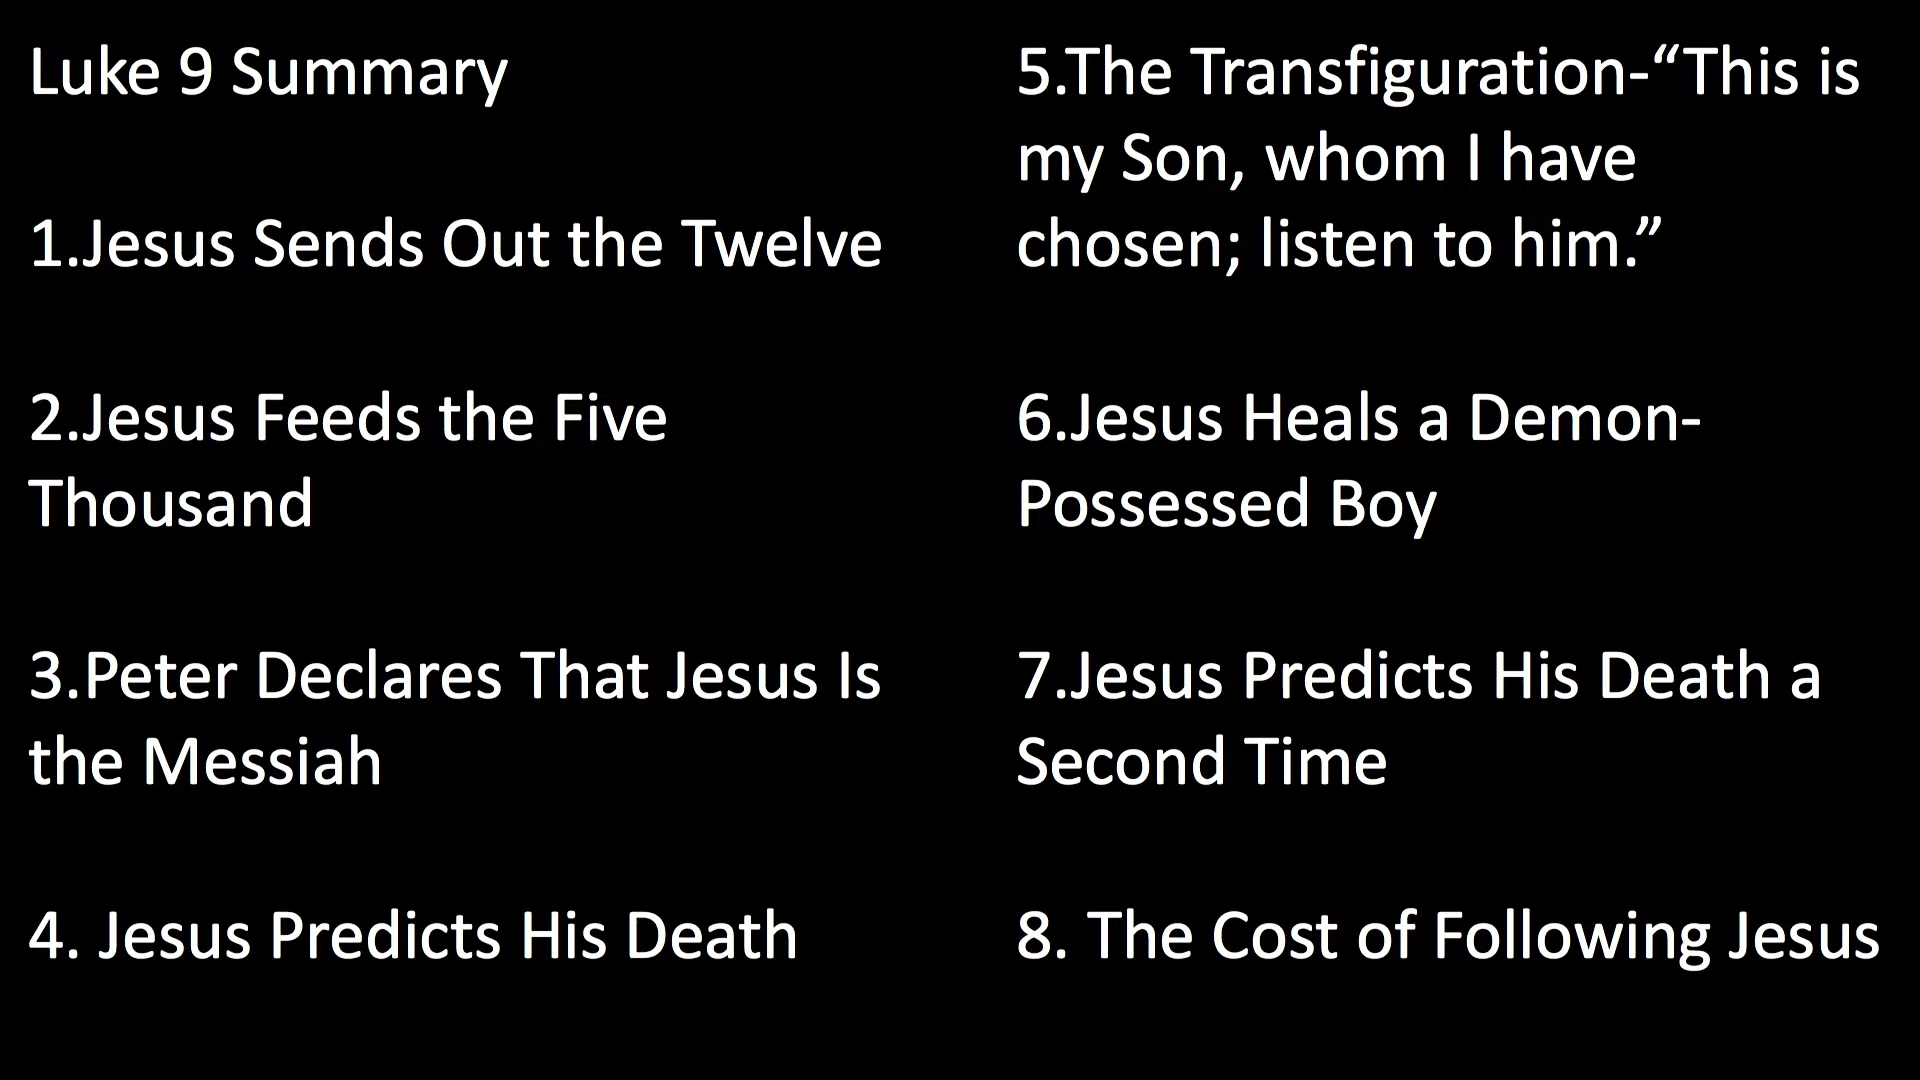 Luke 9 Summary
1.Jesus Sends Out the Twelve
2.Jesus Feeds the Five
Thousand
3.Peter Declares That Jesus Is
the Messiah
4. Jesus Predicts His Death
5.The Transfiguration-“This is
my Son, whom I have
chosen; listen to him.”
6.Jesus Heals a Demon-
Possessed Boy
7.Jesus Predicts His Death a
Second Time
8. The Cost of Following Jesus